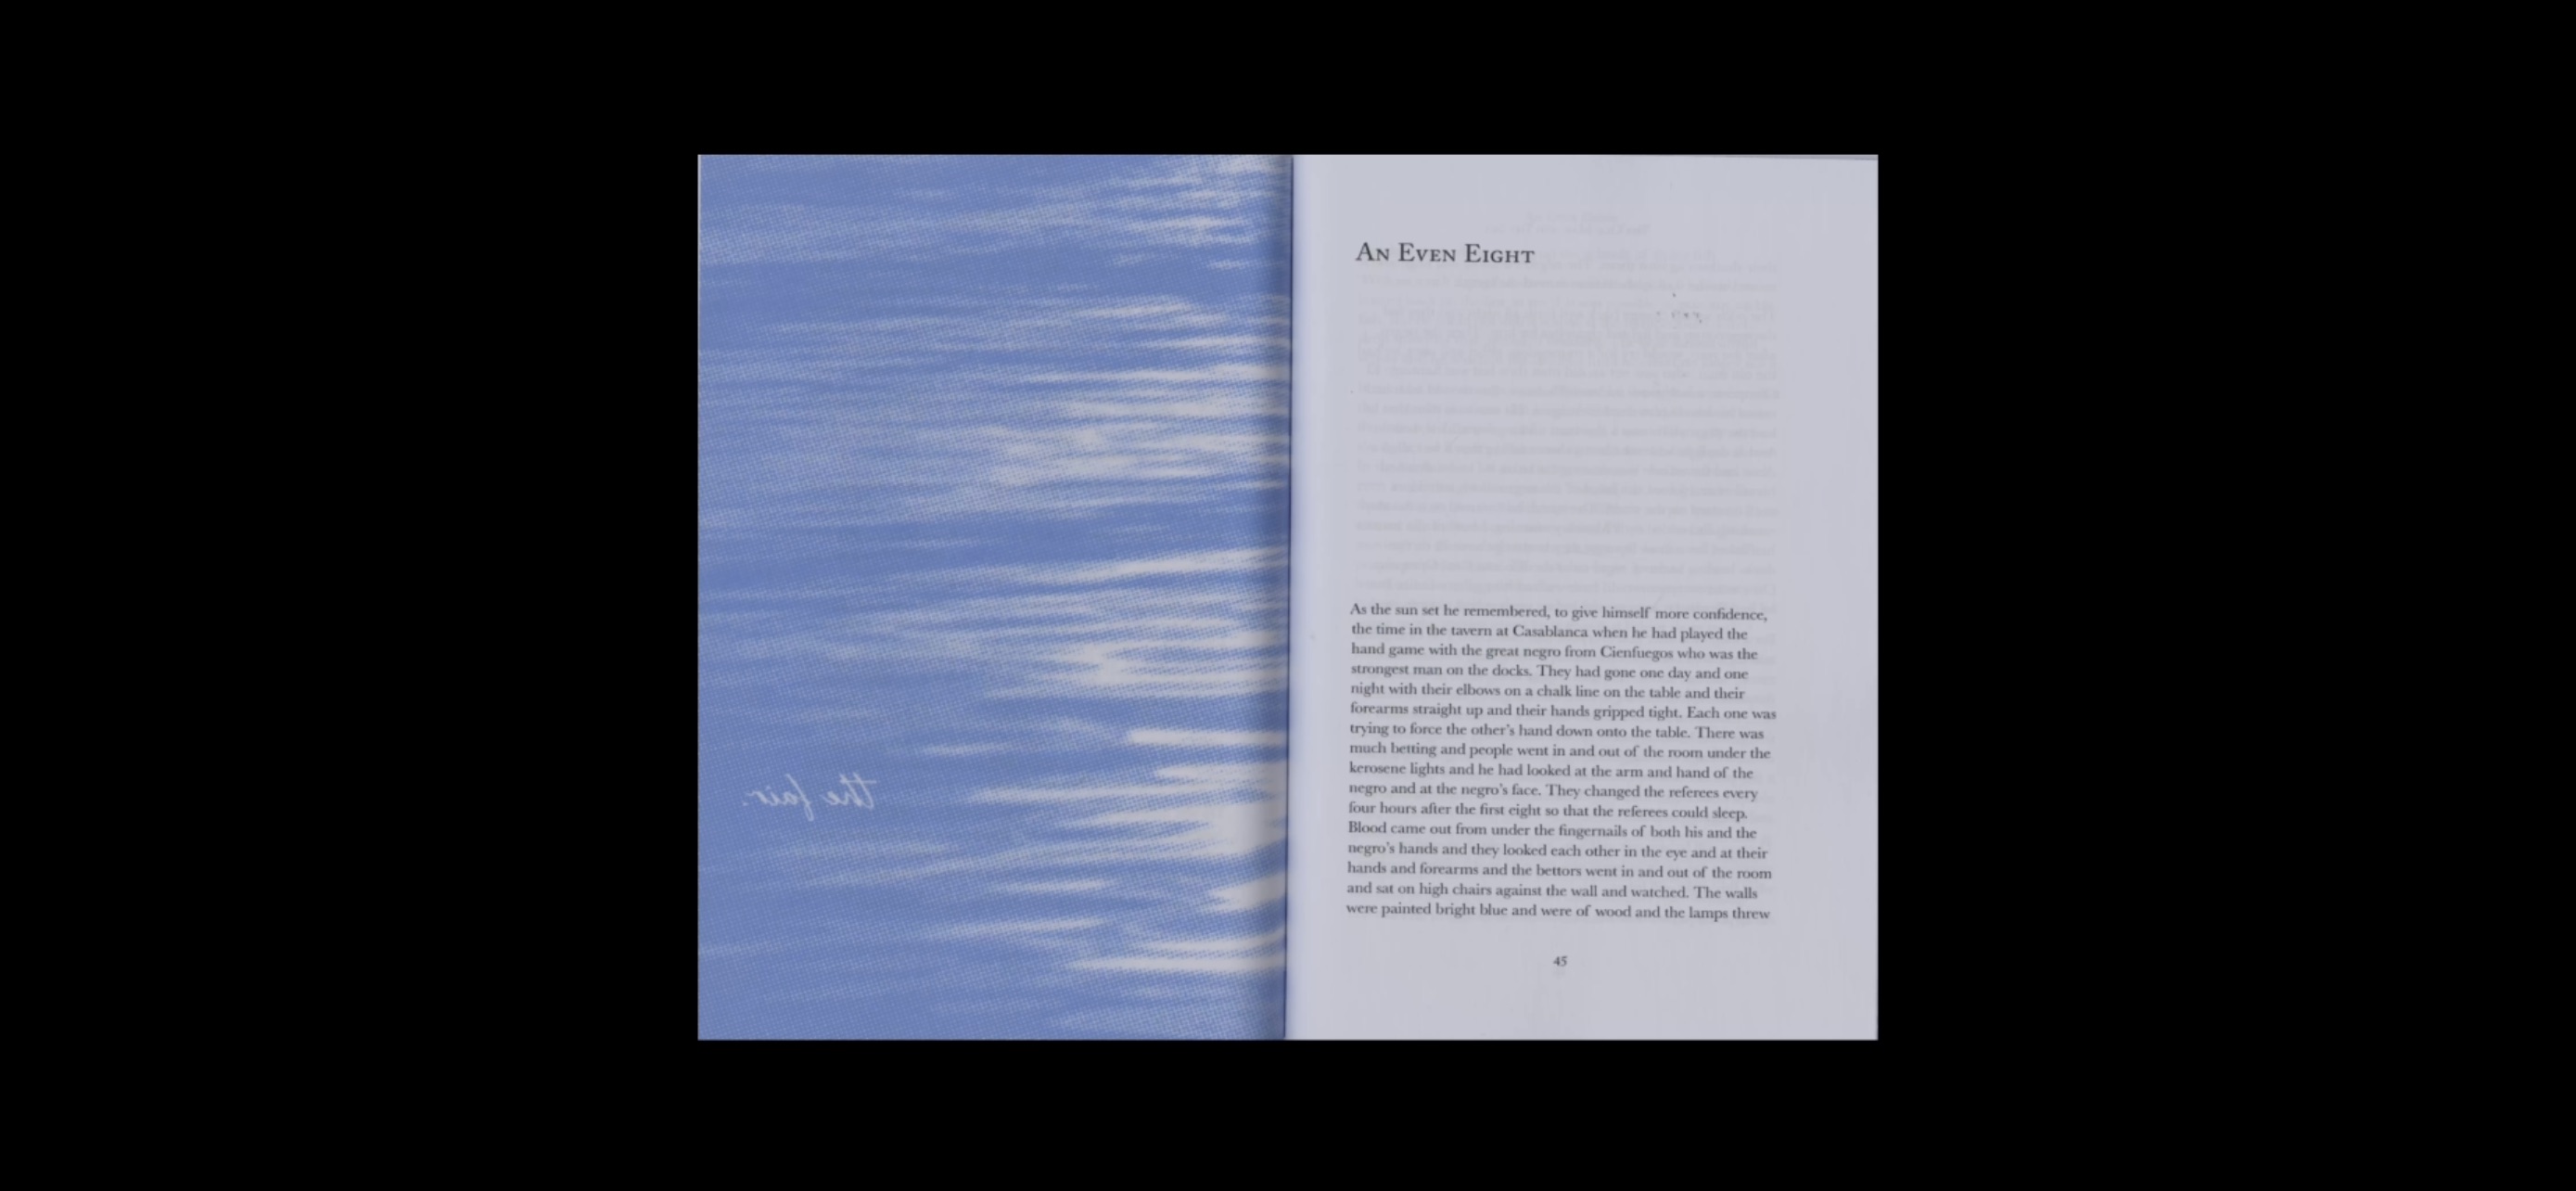 the fair.
An Even Eight
As the sun set he remembered, to give himself more confidence,
the time in the tavern at Casablanca when he had played the
hand game with the great negro from Cienfuegos who was the
strongest man on the docks. They had gone one day and one
night with their elbows on a chalk line on the table and their
forearms straight up and their hands gripped tight. Each one was
trying to force the other's hand down onto the table. There was
much betting and people went in and out of the room under the
kerosene lights and he had looked at the arm and hand of the
negro and at the negro's face. They changed the referees every
four hours after the first eight so that the referees could sleep.
Blood came out from under the fingernails of both his and the
negro's hands and they looked each other in the eye and at their
hands and forearms and the bettors went in and out of the room
and sat on high chairs against the wall and watched. The walls
were painted bright blue and were of wood and the lamps threw
45